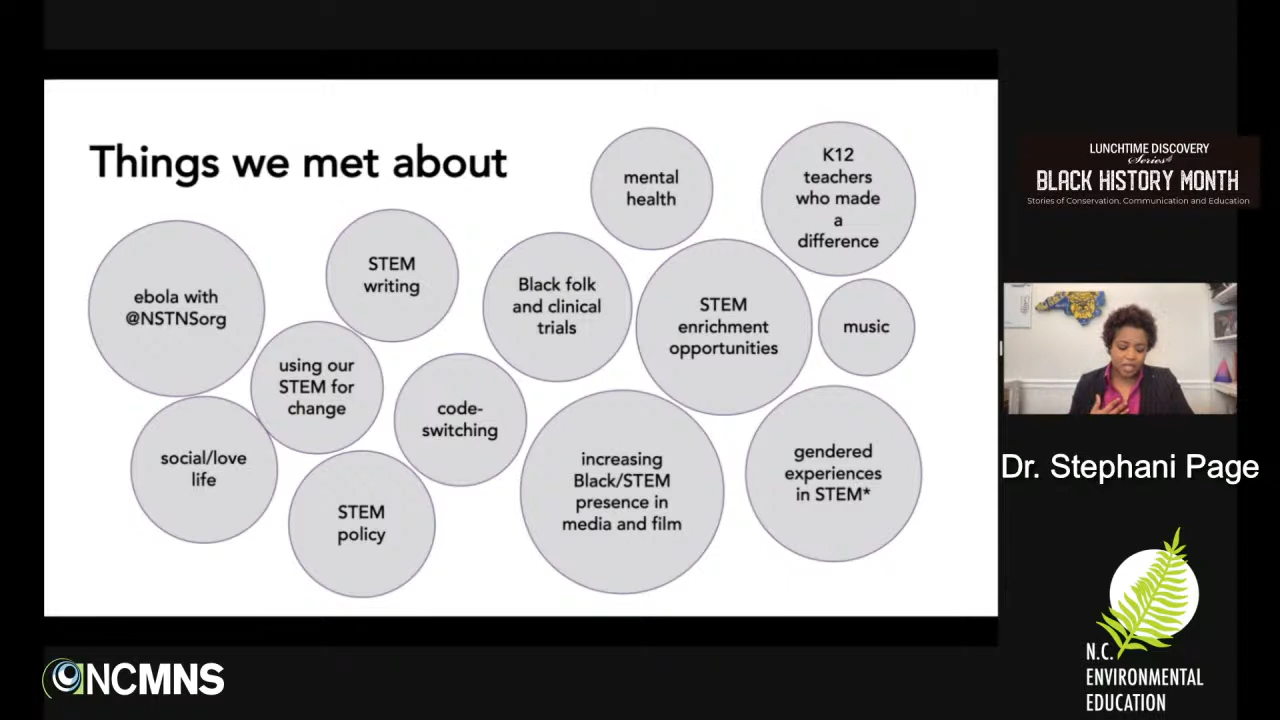 Things we met about
ebola with
@NSTNSorg
STEM
writing
using our
STEM for
change
social/love
life
STEM
policy
code-
switching
Black folk
and clinical
trials
mental
health
K12
teachers
who made
a
difference
STEM
enrichment
opportunities
music
increasing
Black/STEM
presence in
media and film
gendered
experiences
in STEM*
LUNCHTIME DISCOVERY
Series
BLACK HISTORY MONTH
Stories of Conservation, Communication and Education
Dr. Stephani Page
NCMNS
N.C.
ENVIRONMENTAL
EDUCATION